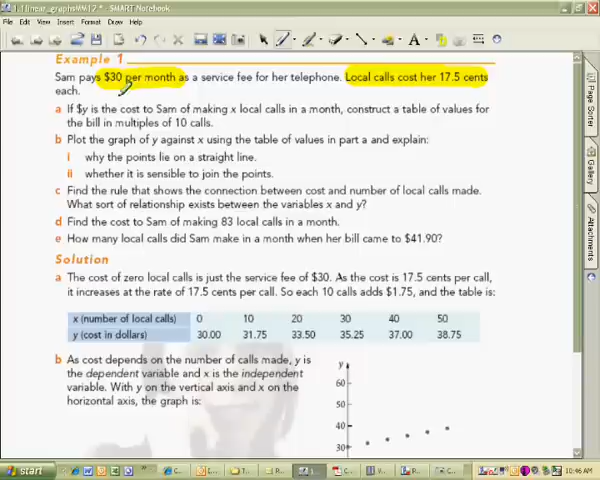 1.1linear_graphsMM12 * - SMART Notebook
File Edit View Insert Format Draw Help
Example 1
Sam pays $30 per month as a service fee for her telephone. Local calls cost her 17.5 cents
each.
a If $y is the cost to Sam of making x local calls in a month, construct a table of values for
the bill in multiples of 10 calls.
b Plot the graph of y against x using the table of values in part a and explain:
i why the points lie on a straight line.
ii whether it is sensible to join the points.
c Find the rule that shows the connection between cost and number of local calls made.
What sort of relationship exists between the variables x and y?
d Find the cost to Sam of making 83 local calls in a month.
e How many local calls did Sam make in a month when her bill came to $41.90?
Solution
a The cost of zero local calls is just the service fee of $30. As the cost is 17.5 cents per call,
it increases at the rate of 17.5 cents per call. So each 10 calls adds $1.75, and the table is:
x (number of local calls) 0 10 20 30 40 50
y (cost in dollars) 30.00 31.75 33.50 35.25 37.00 38.75
b As cost depends on the number of calls made, y is
the dependent variable and x is the independent
variable. With y on the vertical axis and x on the
horizontal axis, the graph is:
y
60
50
40
30
Page Sorter
Gallery
Attachments
start
10:46 AM